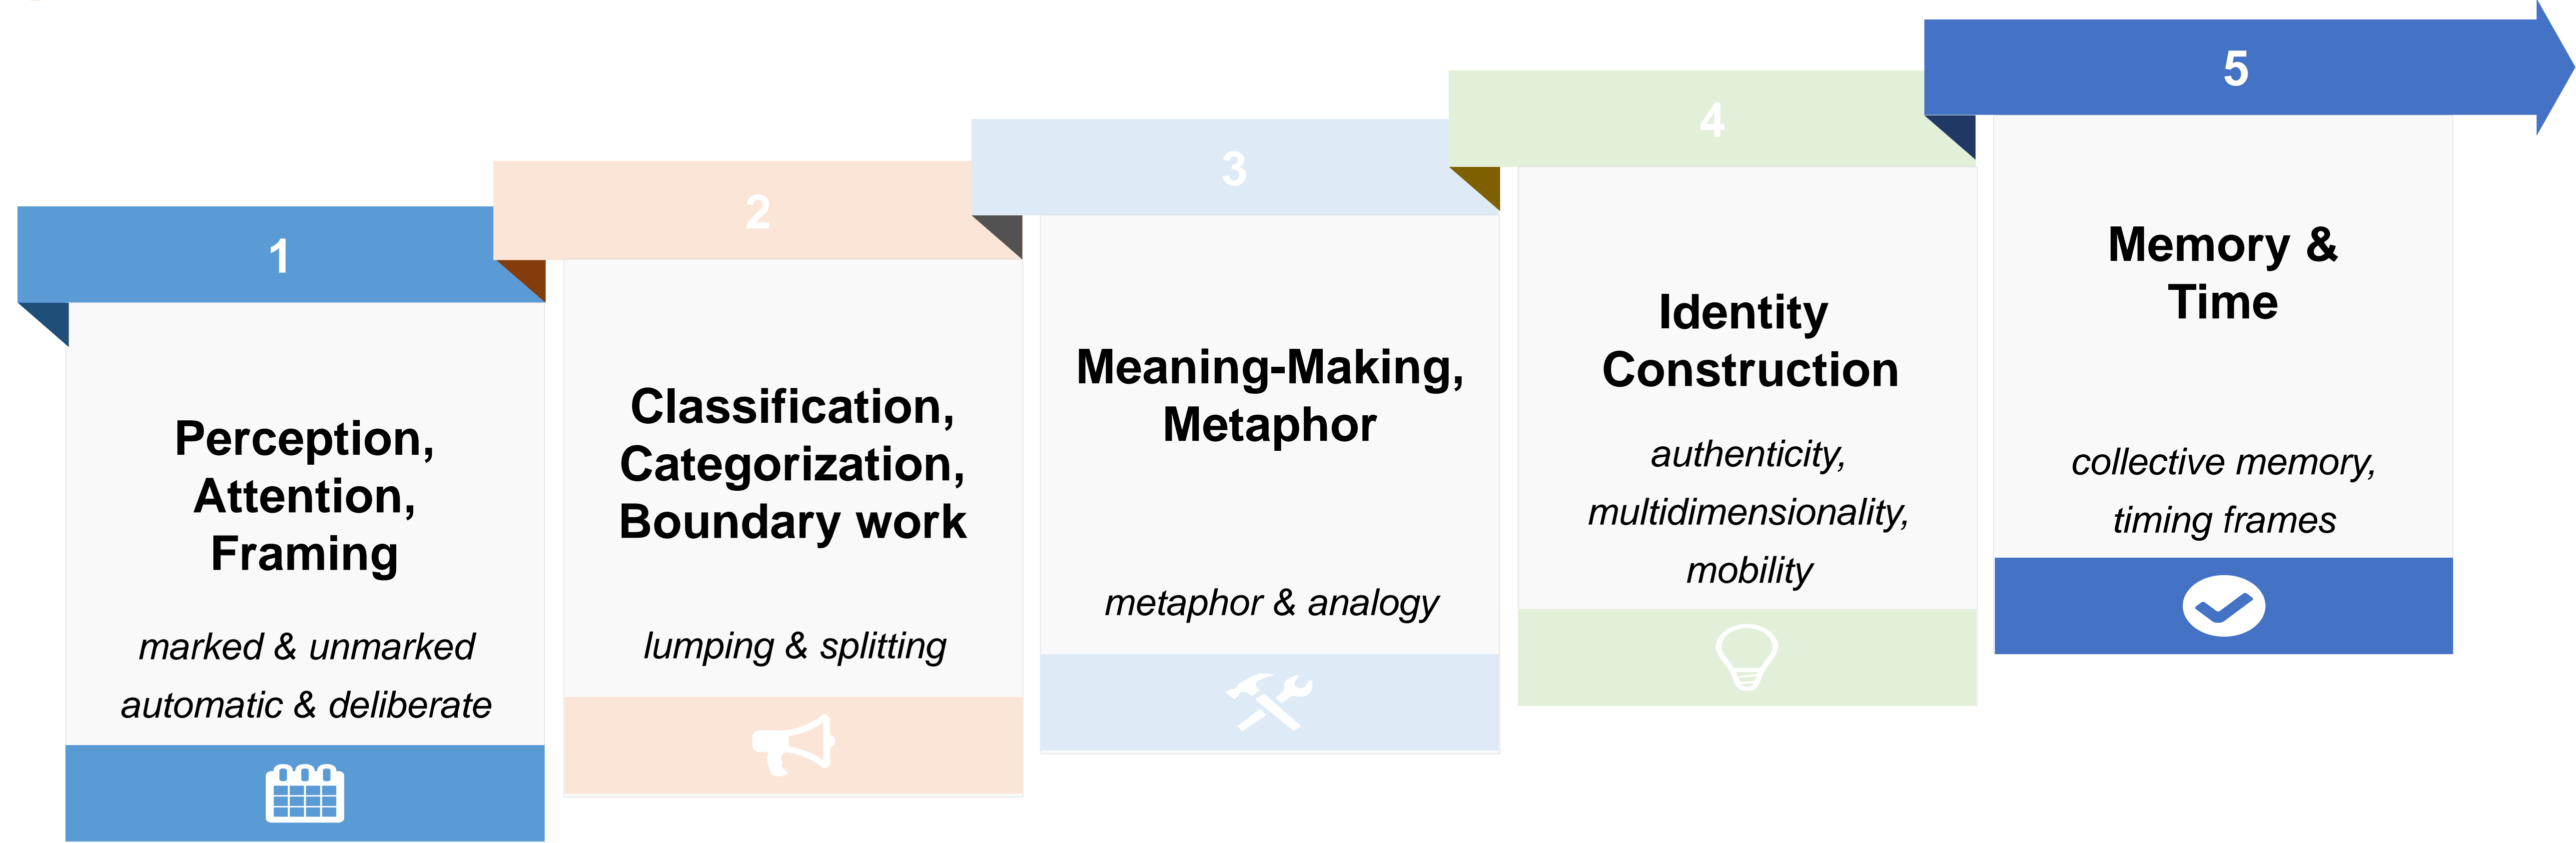 1
Perception,
Attention,
Framing
marked & unmarked
automatic & deliberate
2
Classification,
Categorization,
Boundary work
lumping & splitting
3
Meaning-Making,
Metaphor
metaphor & analogy
4
Identity
Construction
authenticity,
multidimensionality,
mobility
5
Memory &
Time
collective memory,
timing frames